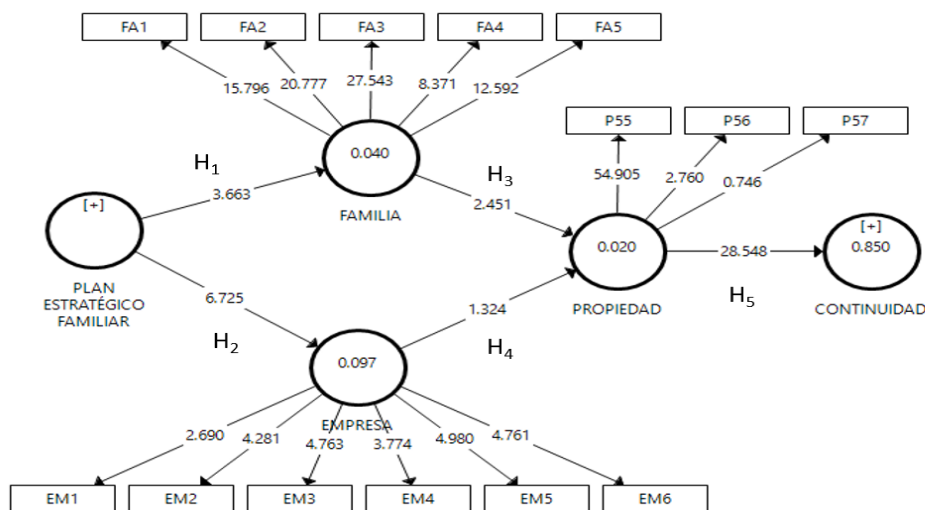 FA1 FA2 FA3 FA4 FA5
15.796 20.777 27.543 8.371 12.592
P55 P56 P57
0.040
H1
54.905 2.760 0.746
3.663
FAMILIA
H3
2.451
[+]
PLAN
ESTRATÉGICO
FAMILIAR
0.020
PROPIEDAD
28.548
[+]
0.850
CONTINUIDAD
H5
6.725
1.324
H2
H4
0.097
EMPRESA
2.690 4.281 4.763 3.774 4.980 4.761
EM1 EM2 EM3 EM4 EM5 EM6